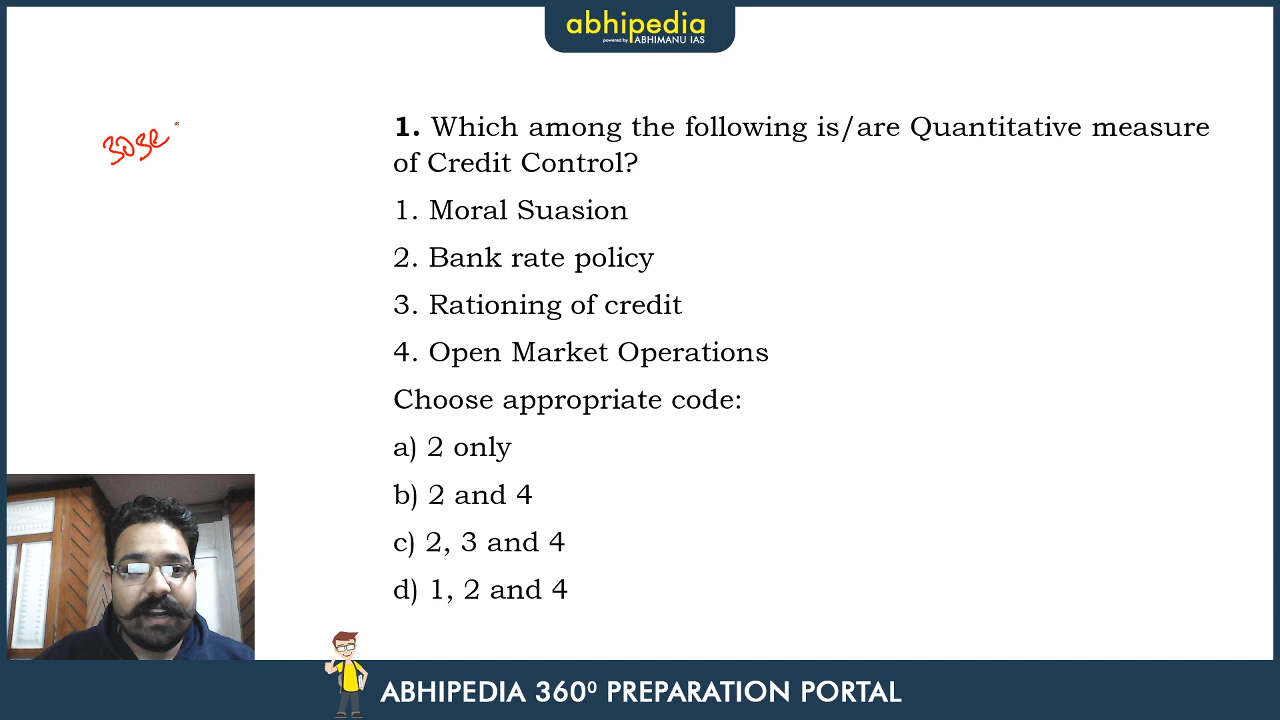 abhipedia
powered by ABHIMANU IAS
1. Which among the following is/are Quantitative measure
of Credit Control?
1. Moral Suasion
2. Bank rate policy
3. Rationing of credit
4. Open Market Operations
Choose appropriate code:
a) 2 only
b) 2 and 4
c) 2, 3 and 4
d) 1, 2 and 4
ABHIPEDIA 360⁰ PREPARATION PORTAL